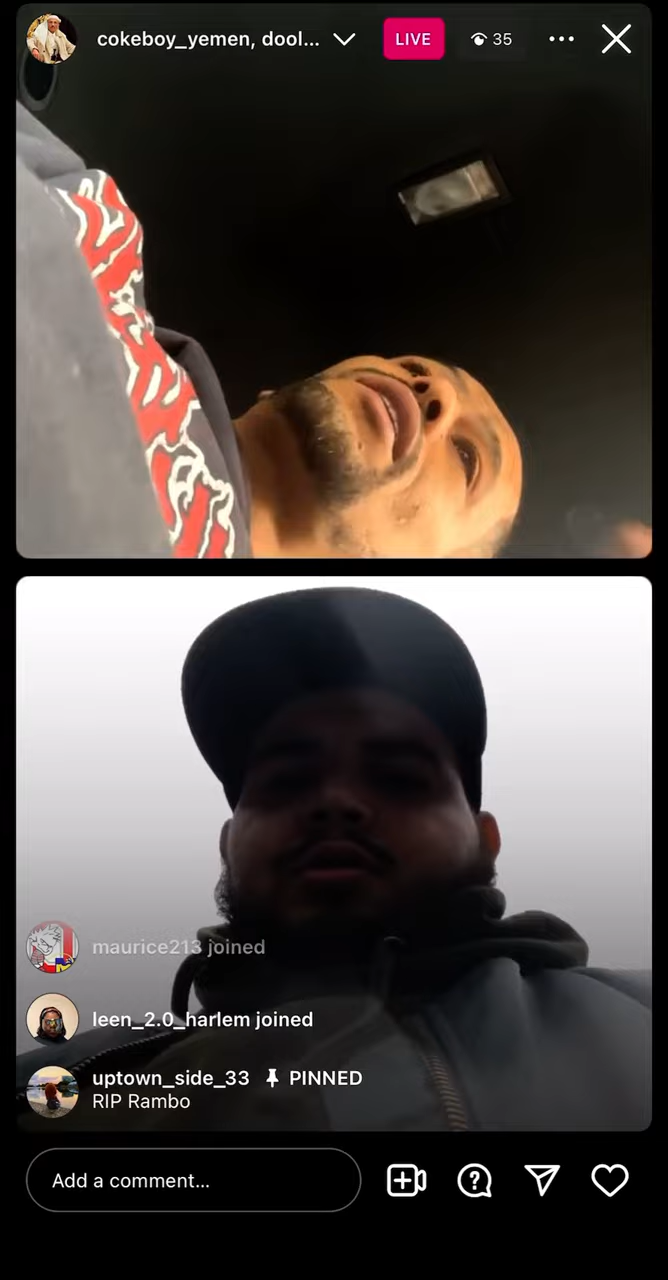 cokeboy_yemen, dool...
LIVE
35
maurice213 joined
leen_2.0_harlem joined
uptown_side_33 PINNED
RIP Rambo
Add a comment...